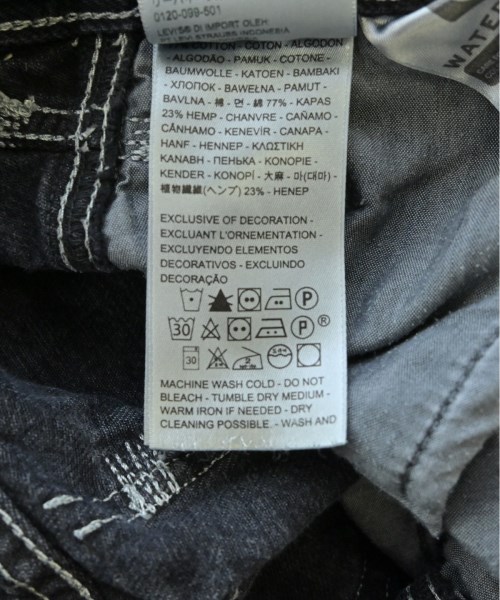 0120-099-501
LEVI'S® DI IMPORT OLEH
PT LEVI STRAUSS INDONESIA
COTTON - COTON - ALGODON
- ALGODÃO - PAMUK - COTONE -
BAUMWOLLE - KATOEN - BAMBAKI
- ХЛОПОК - BAWEŁNA - PAMUT -
BAVLNA - 棉 - 면 - 綿 77% - KAPAS
23% HEMP - CHANVRE - CAÑAMO -
CÂNHAMO - KENEVİR - CANAPA -
HANF - HENNEP - ΚΛΩΣΤΙΚΗ
ΚΑΝΑΒΗ - ПЕНЬКА - KONOPIE -
KENDER - KONOPÍ - 大麻 - 마(대마) -
植物繊維(ヘンプ) 23% - HENEP
EXCLUSIVE OF DECORATION -
EXCLUANT L'ORNEMENTATION -
EXCLUYENDO ELEMENTOS
DECORATIVOS - EXCLUINDO
DECORAÇÃO
P
30 P ®
30
MACHINE WASH COLD - DO NOT
BLEACH - TUMBLE DRY MEDIUM -
WARM IRON IF NEEDED - DRY
CLEANING POSSIBLE. - WASH AND
WATER